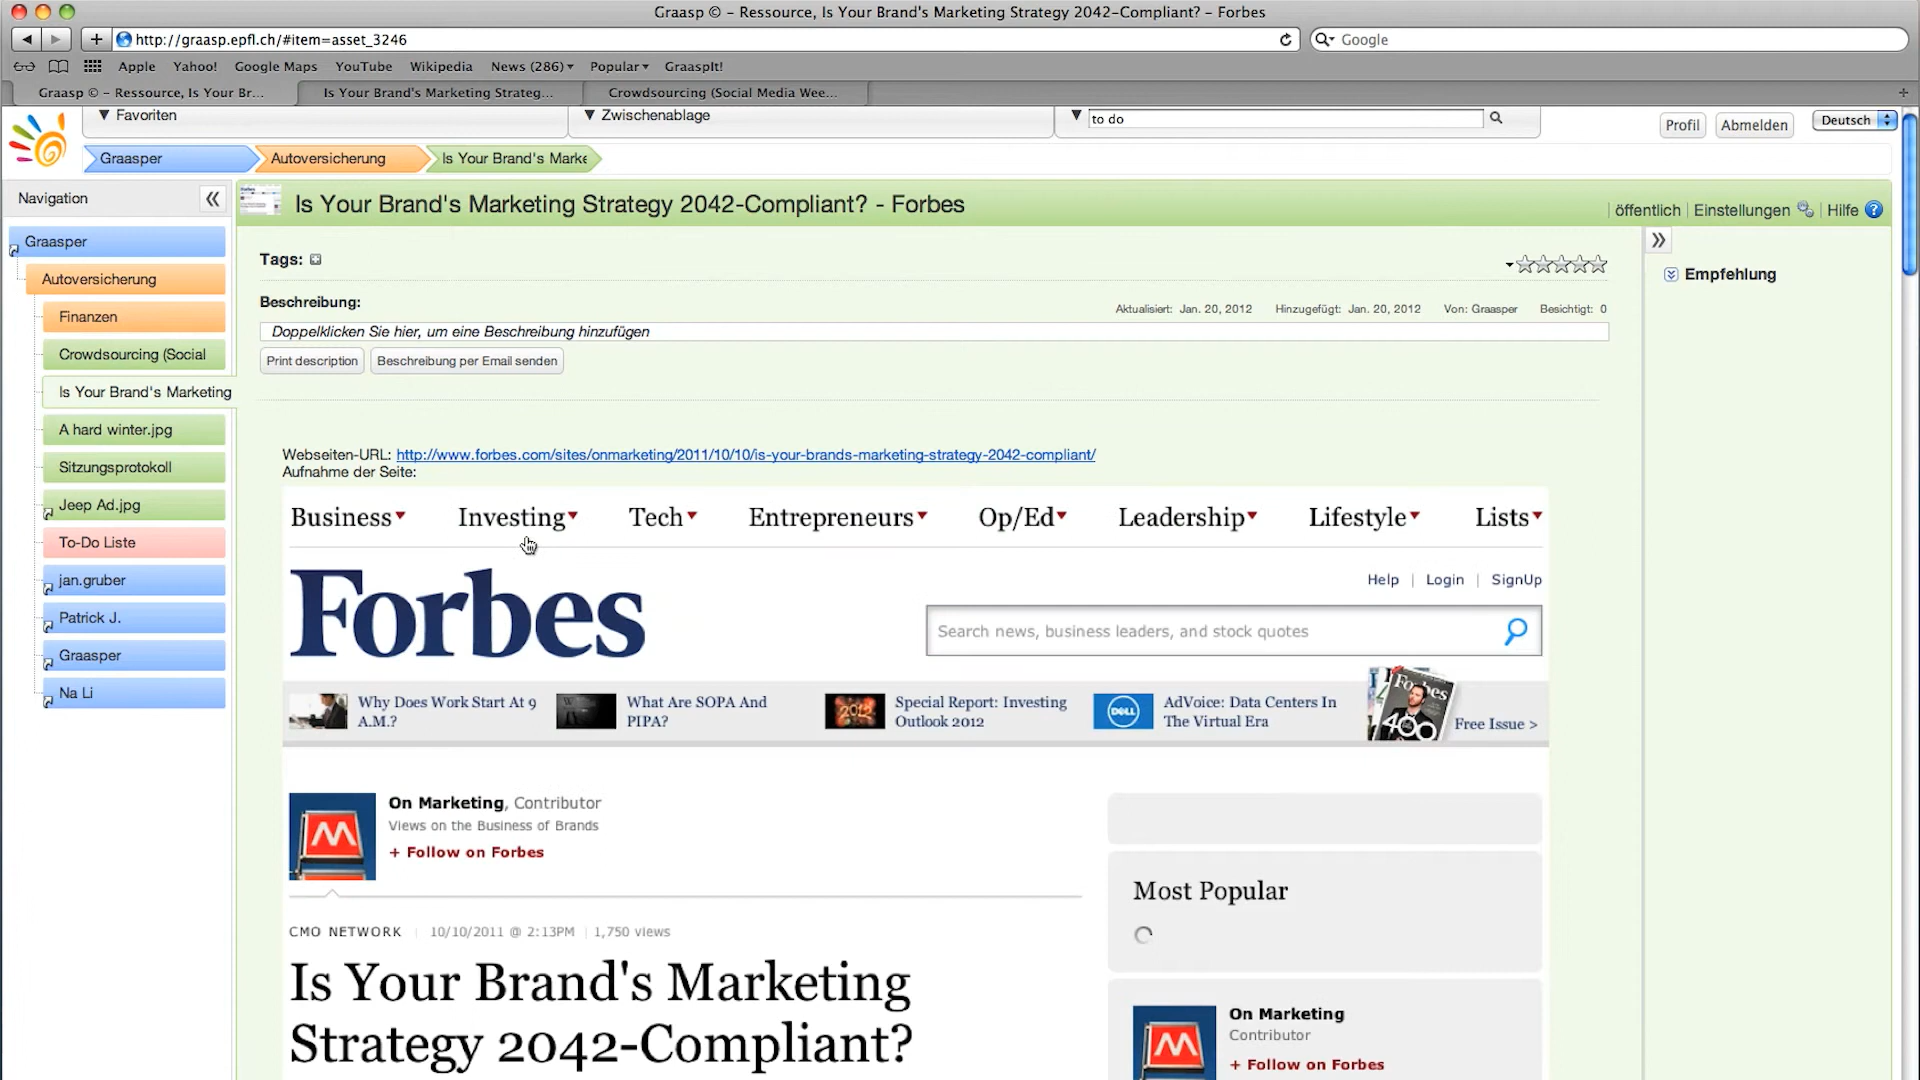 Graasp © – Ressource, Is Your Brand's Marketing Strategy 2042-Compliant? – Forbes
http://graasp.epfl.ch/#item=asset_3246
Google
Apple Yahoo! Google Maps YouTube Wikipedia News (286) Popular GraaspIt!
Graasp © – Ressource, Is Your Br...
Is Your Brand's Marketing Strateg...
Crowdsourcing (Social Media Wee...
Favoriten
Zwischenablage
to do
Profil
Abmelden
Deutsch
Graasper
Autoversicherung
Is Your Brand's Marke
Navigation
Graasper
Autoversicherung
Finanzen
Crowdsourcing (Social
Is Your Brand's Marketing
A hard winter.jpg
Sitzungsprotokoll
Jeep Ad.jpg
To-Do Liste
jan.gruber
Patrick J.
Graasper
Na Li
Is Your Brand's Marketing Strategy 2042-Compliant? - Forbes
öffentlich Einstellungen Hilfe
Tags:
Beschreibung:
Aktualisiert: Jan. 20, 2012 Hinzugefügt: Jan. 20, 2012 Von: Graasper Besichtigt: 0
Doppelklicken Sie hier, um eine Beschreibung hinzufügen
Print description
Beschreibung per Email senden
Empfehlung
Webseiten-URL: http://www.forbes.com/sites/onmarketing/2011/10/10/is-your-brands-marketing-strategy-2042-compliant/
Aufnahme der Seite:
Business Investing Tech Entrepreneurs Op/Ed Leadership Lifestyle Lists
Forbes
Help | Login | SignUp
Search news, business leaders, and stock quotes
Why Does Work Start At 9
A.M.?
What Are SOPA And
PIPA?
2012
Special Report: Investing
Outlook 2012
DELL
AdVoice: Data Centers In
The Virtual Era
Forbes
400
Free Issue >
On Marketing, Contributor
Views on the Business of Brands
+ Follow on Forbes
CMO NETWORK | 10/10/2011 @ 2:13PM | 1,750 views
Is Your Brand's Marketing
Strategy 2042-Compliant?
Most Popular
On Marketing
Contributor
+ Follow on Forbes